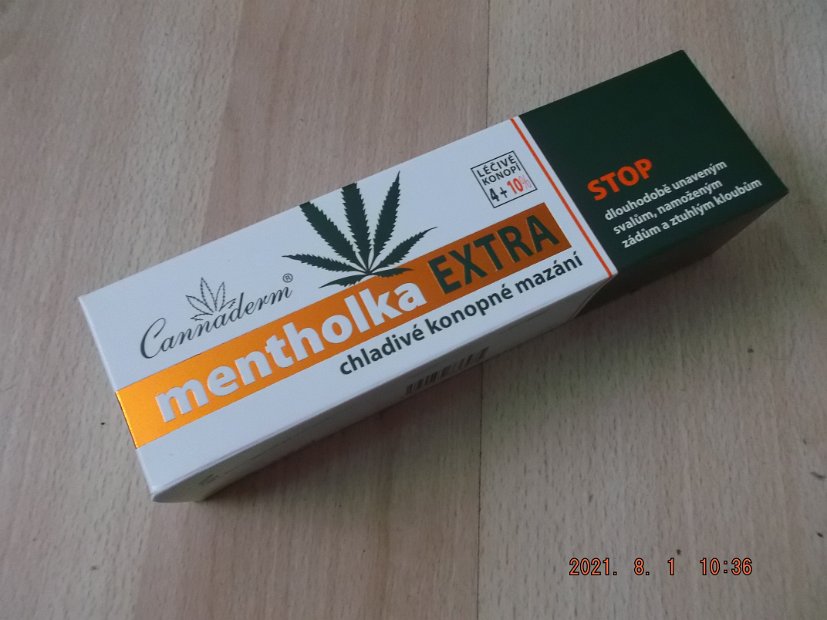 Cannaderm®
mentholka EXTRA
chladivé konopné mazání
LÉČIVÉ
KONOPÍ
4+10%
STOP
dlouhodobě unaveným
svalům, namoženým
zádům a ztuhlým kloubům
2021. 8. 1 10:36